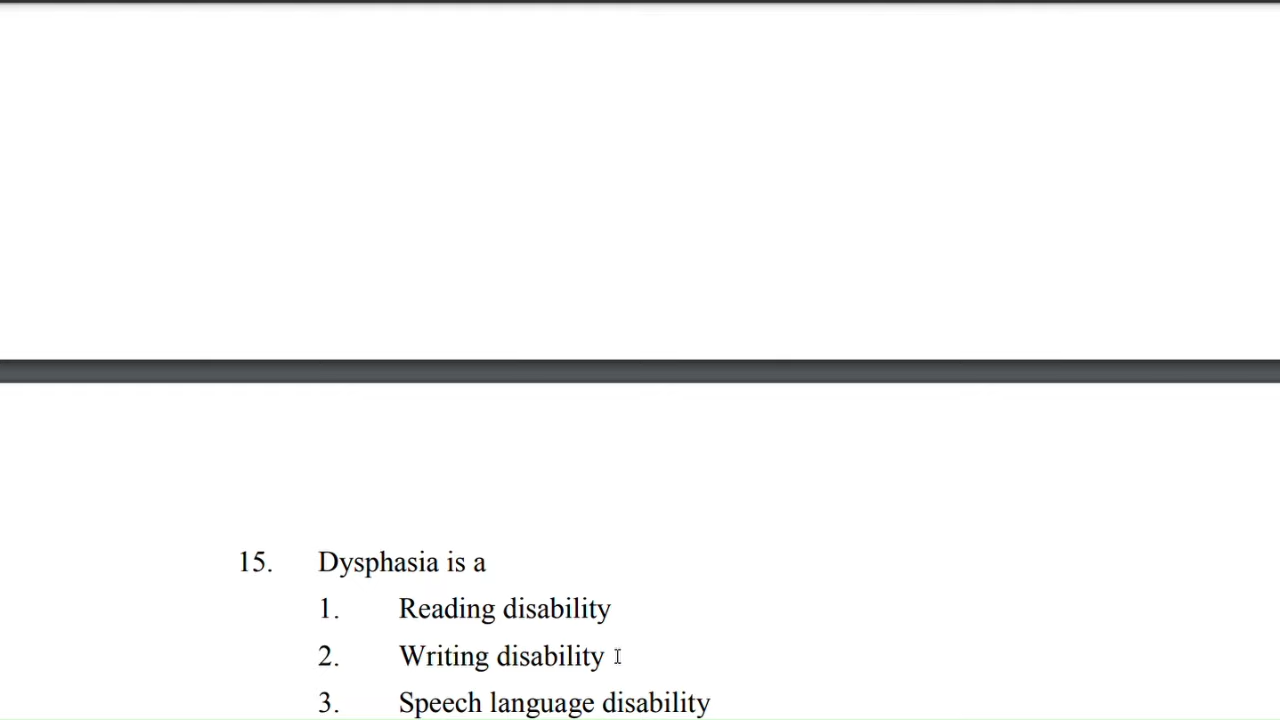 15. Dysphasia is a
1. Reading disability
2. Writing disability
3. Speech language disability